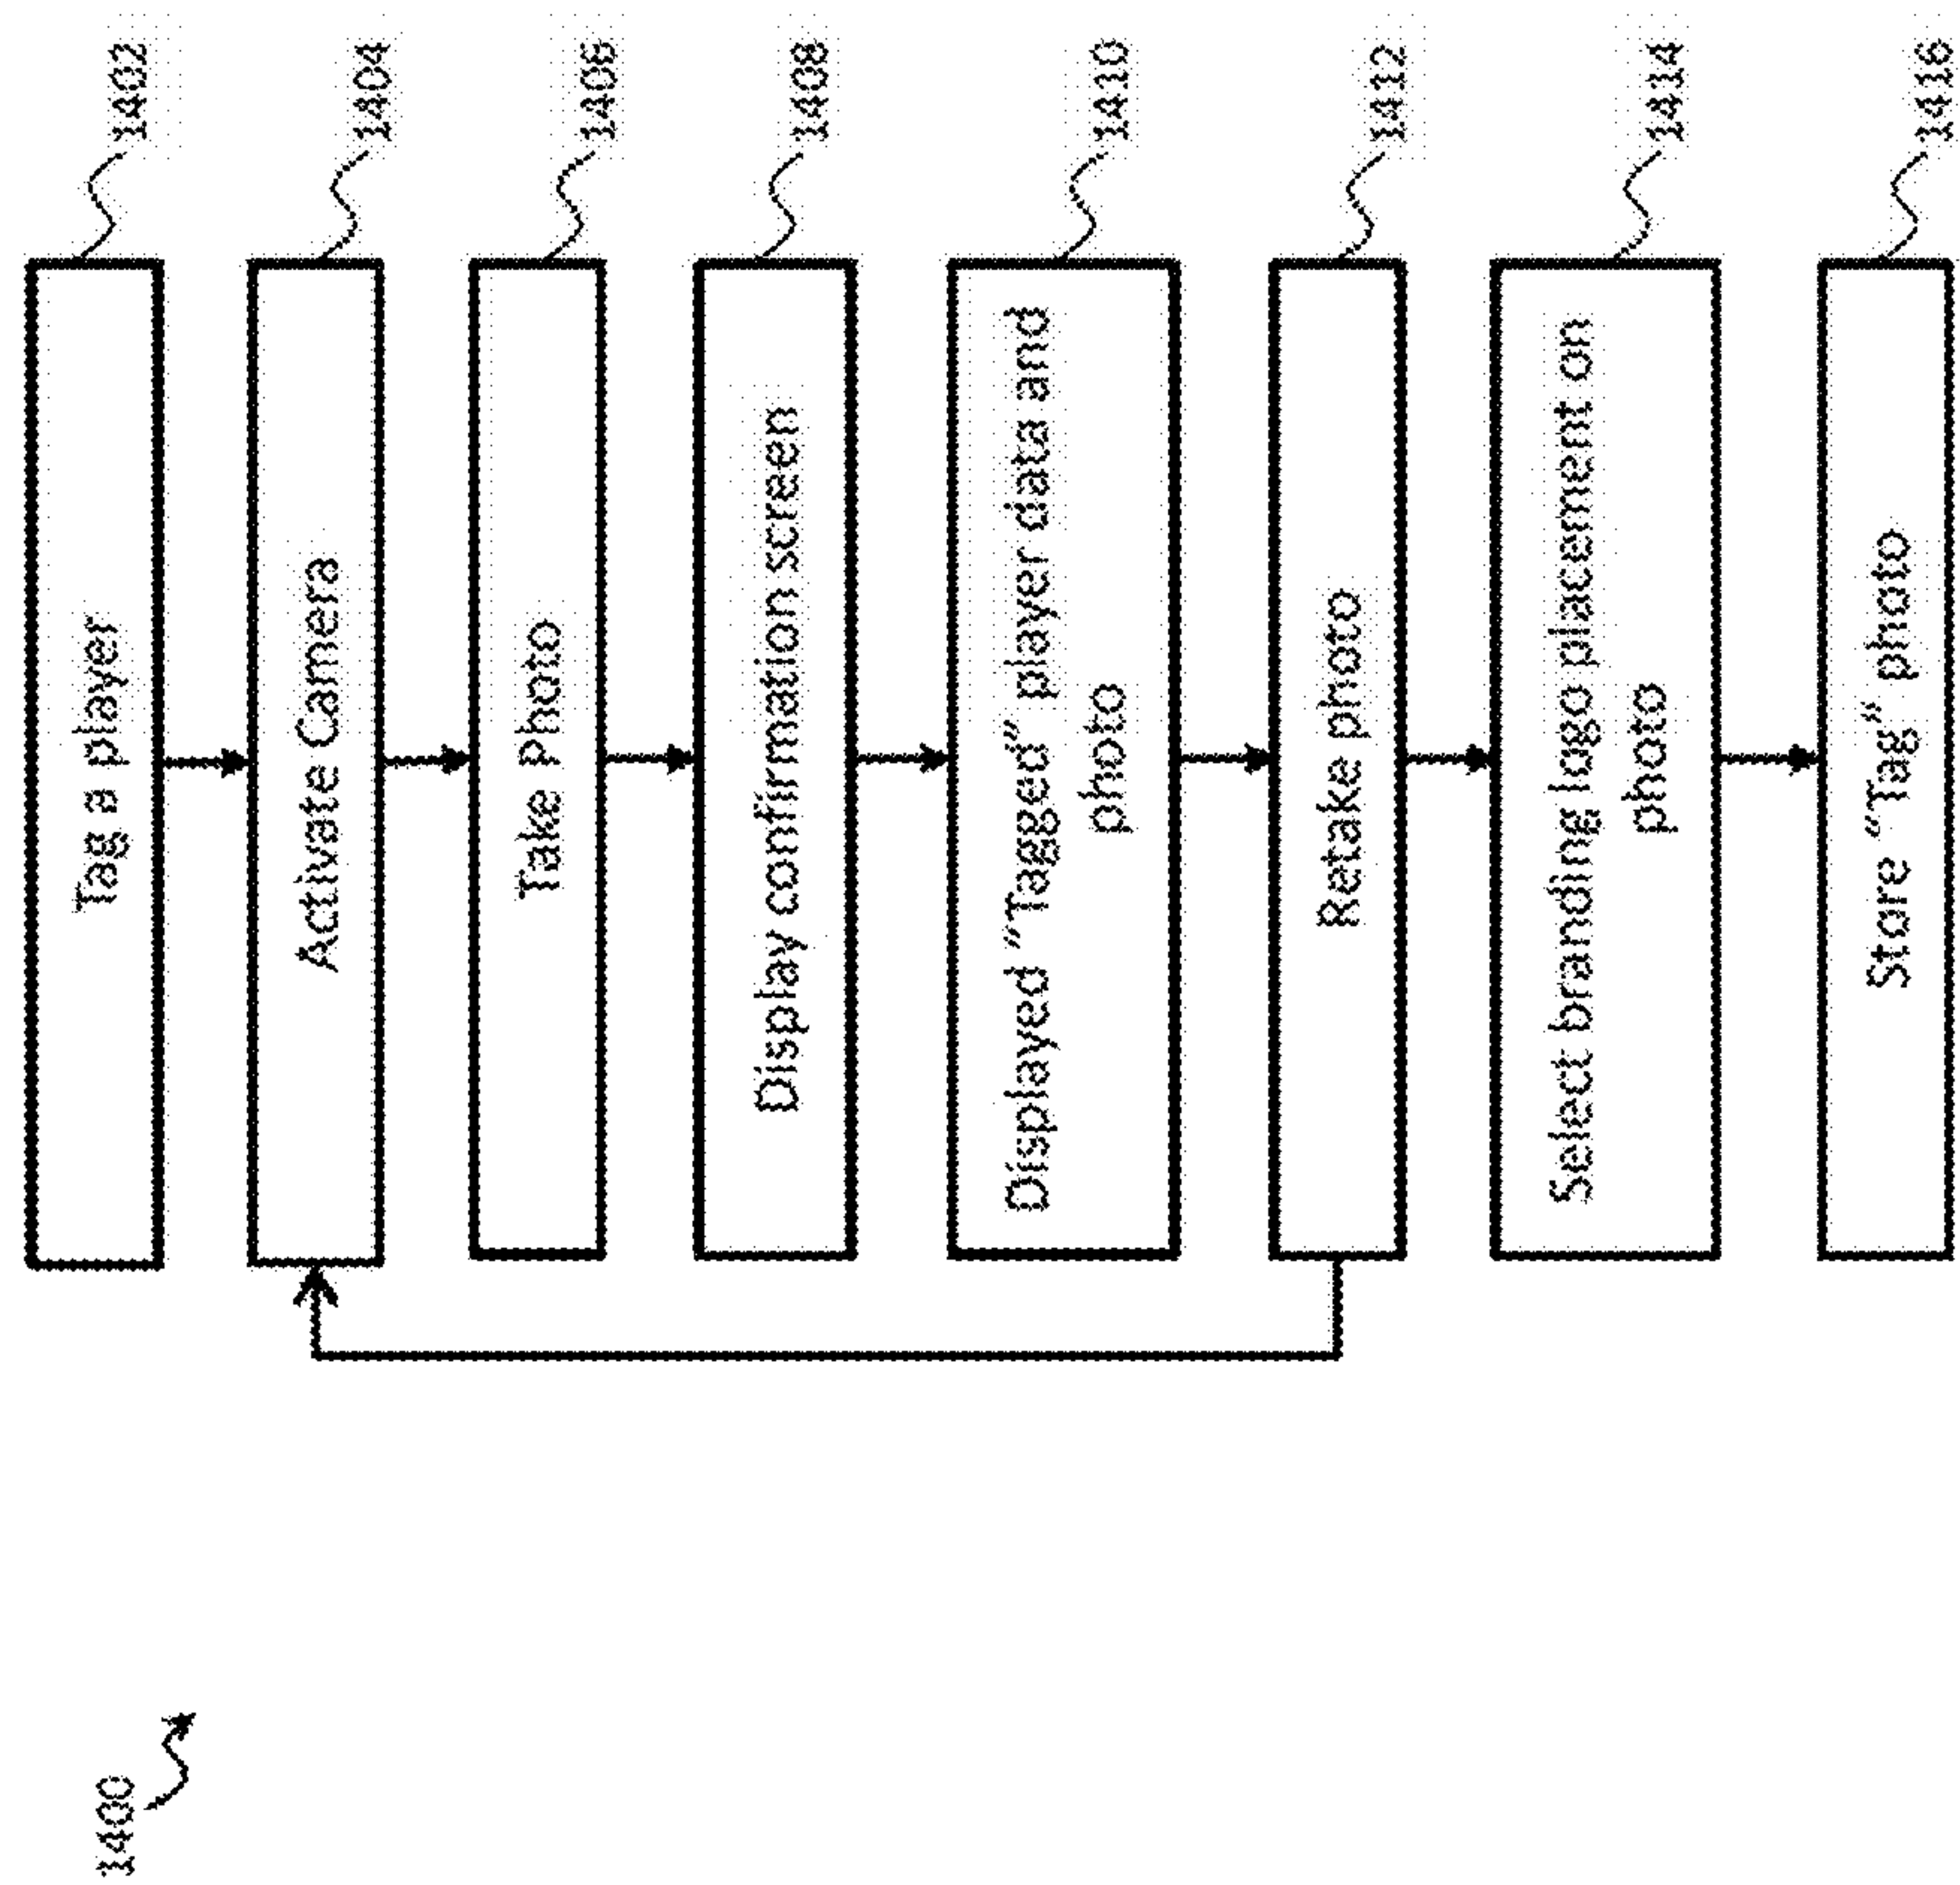 1400
Tag a player
1402
Activate Camera
1404
Take Photo
1406
Display confirmation screen
1408
Displayed “Tagged” player data and
photo
1410
Retake photo
1412
Select branding logo placement on
photo
1414
Store “Tag” photo
1416